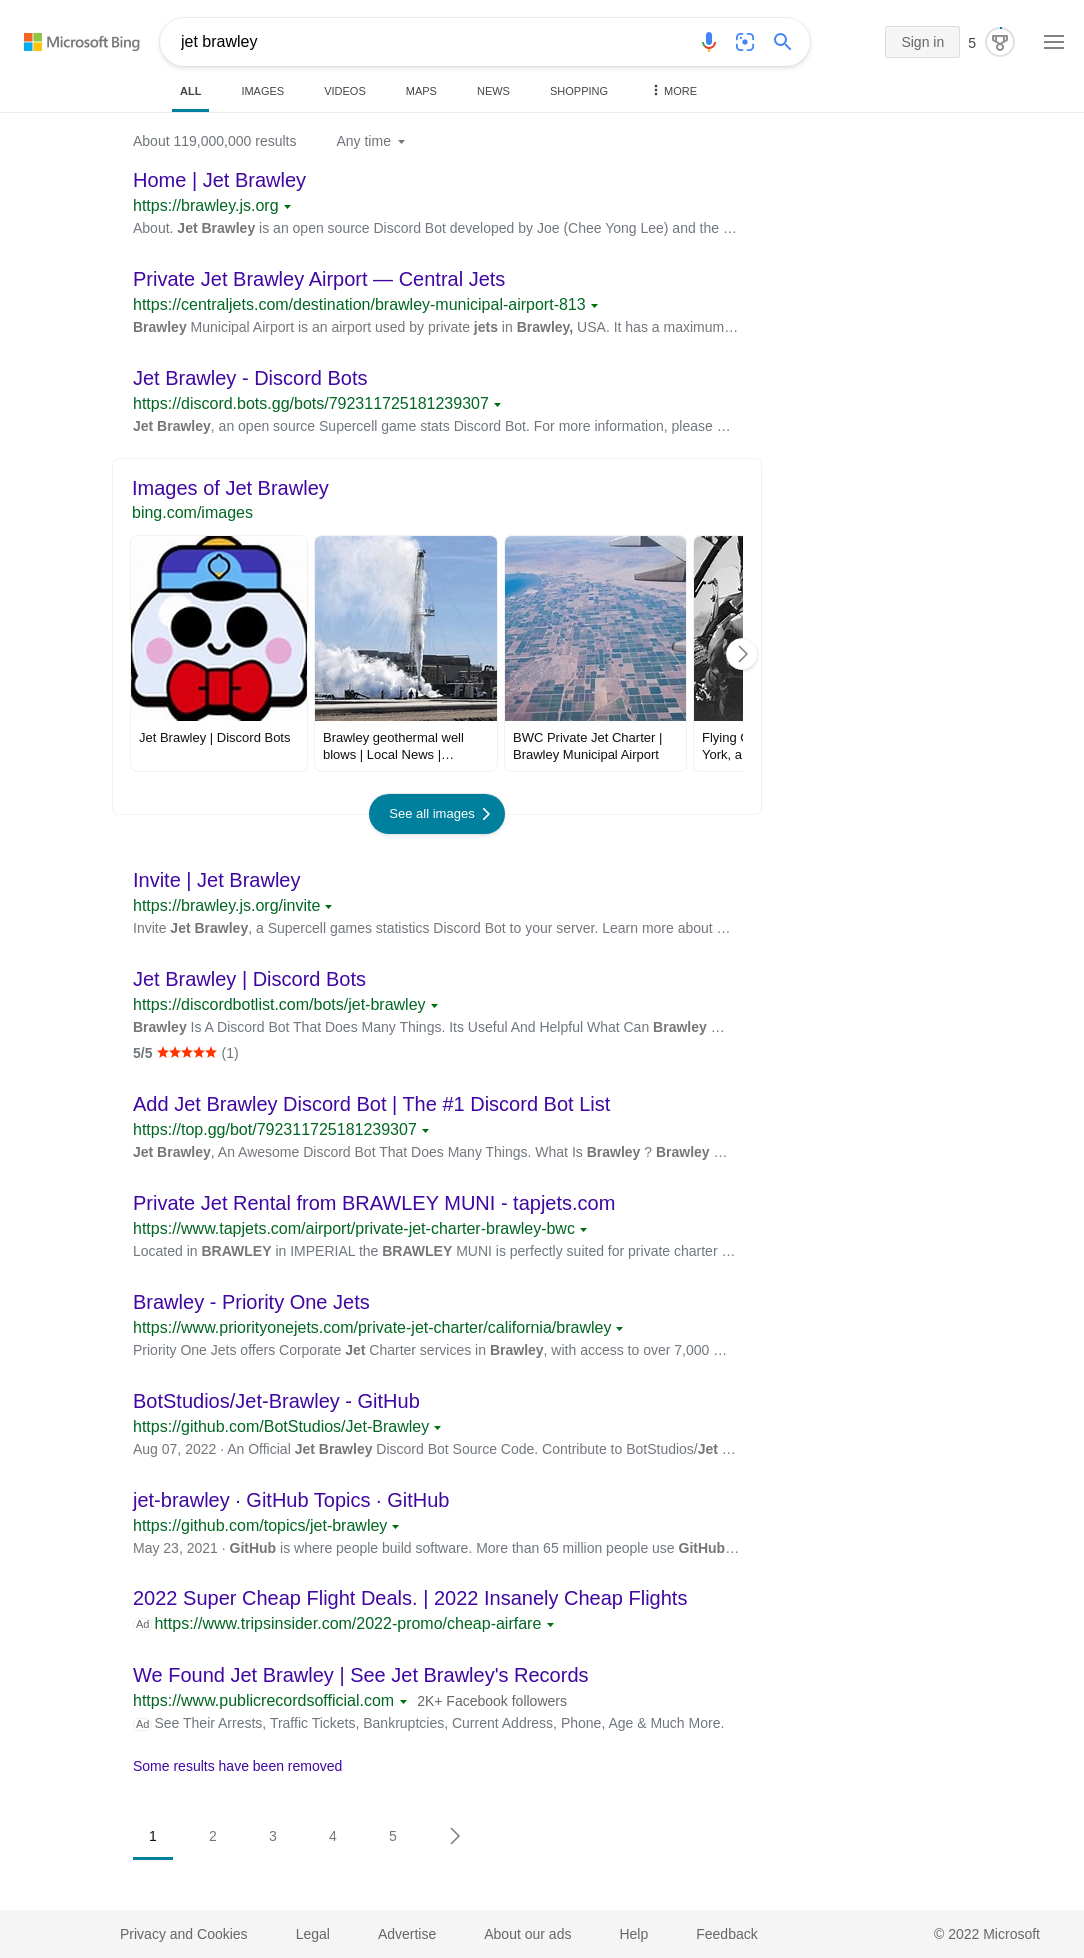 Microsoft Bing
jet brawley
Sign in
5
ALL IMAGES VIDEOS MAPS NEWS SHOPPING MORE
About 119,000,000 results Any time
Home | Jet Brawley
https://brawley.js.org
About. Jet Brawley is an open source Discord Bot developed by Joe (Chee Yong Lee) and the …
Private Jet Brawley Airport — Central Jets
https://centraljets.com/destination/brawley-municipal-airport-813
Brawley Municipal Airport is an airport used by private jets in Brawley, USA. It has a maximum…
Jet Brawley - Discord Bots
https://discord.bots.gg/bots/792311725181239307
Jet Brawley, an open source Supercell game stats Discord Bot. For more information, please …
Images of Jet Brawley
bing.com/images
Jet Brawley | Discord Bots
Brawley geothermal well
blows | Local News |…
BWC Private Jet Charter |
Brawley Municipal Airport
Flying
York, a
See all images
Invite | Jet Brawley
https://brawley.js.org/invite
Invite Jet Brawley, a Supercell games statistics Discord Bot to your server. Learn more about …
Jet Brawley | Discord Bots
https://discordbotlist.com/bots/jet-brawley
Brawley Is A Discord Bot That Does Many Things. Its Useful And Helpful What Can Brawley …
5/5 ★★★★★ (1)
Add Jet Brawley Discord Bot | The #1 Discord Bot List
https://top.gg/bot/792311725181239307
Jet Brawley, An Awesome Discord Bot That Does Many Things. What Is Brawley ? Brawley …
Private Jet Rental from BRAWLEY MUNI - tapjets.com
https://www.tapjets.com/airport/private-jet-charter-brawley-bwc
Located in BRAWLEY in IMPERIAL the BRAWLEY MUNI is perfectly suited for private charter …
Brawley - Priority One Jets
https://www.priorityonejets.com/private-jet-charter/california/brawley
Priority One Jets offers Corporate Jet Charter services in Brawley, with access to over 7,000 …
BotStudios/Jet-Brawley - GitHub
https://github.com/BotStudios/Jet-Brawley
Aug 07, 2022 · An Official Jet Brawley Discord Bot Source Code. Contribute to BotStudios/Jet …
jet-brawley · GitHub Topics · GitHub
https://github.com/topics/jet-brawley
May 23, 2021 · GitHub is where people build software. More than 65 million people use GitHub…
2022 Super Cheap Flight Deals. | 2022 Insanely Cheap Flights
Ad https://www.tripsinsider.com/2022-promo/cheap-airfare
We Found Jet Brawley | See Jet Brawley's Records
https://www.publicrecordsofficial.com 2K+ Facebook followers
Ad See Their Arrests, Traffic Tickets, Bankruptcies, Current Address, Phone, Age & Much More.
Some results have been removed
1 2 3 4 5
Privacy and Cookies Legal Advertise About our ads Help Feedback © 2022 Microsoft